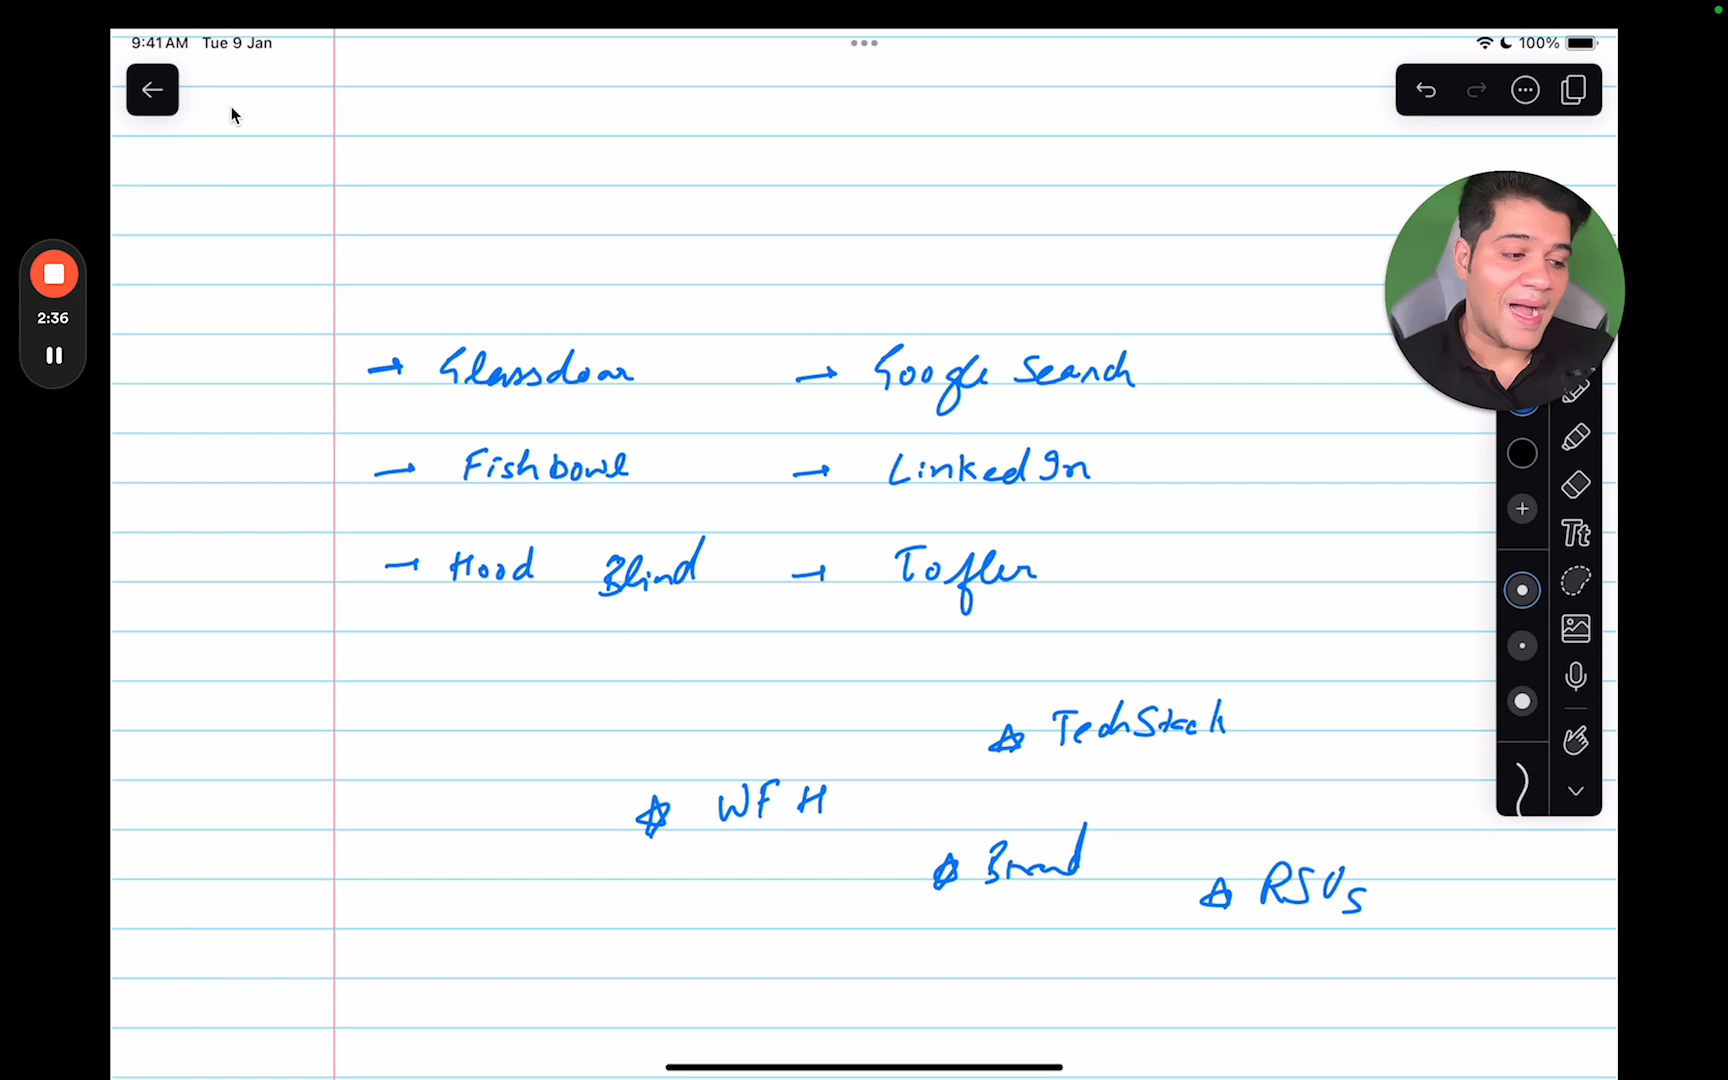 9:41 AM Tue 9 Jan
100%
2:36
→ Glassdoor → Google Search
→ Fishbowl → LinkedIn
→ Hood Blind → Tofler
☆ TechStack
☆ WFH
☆ Brand
☆ RSUs
Tt